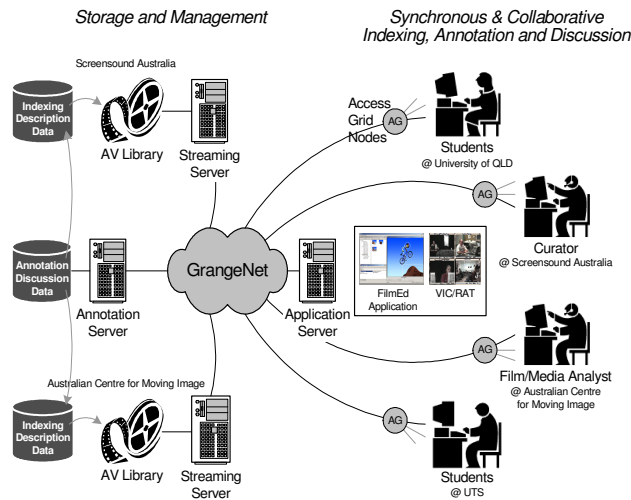 Storage and Management
Synchronous & Collaborative
Indexing, Annotation and Discussion
Screensound Australia
Indexing
Description
Data
AV Library
Streaming
Server
Access
Grid
Nodes
AG
Students
@ University of QLD
AG
Curator
@ Screensound Australia
Annotation
Discussion
Data
Annotation
Server
GrangeNet
Application
Server
FilmEd
Application
VIC/RAT
AG
Film/Media Analyst
@ Australian Centre
for Moving Image
Australian Centre for Moving Image
Indexing
Description
Data
AV Library
Streaming
Server
AG
Students
@ UTS